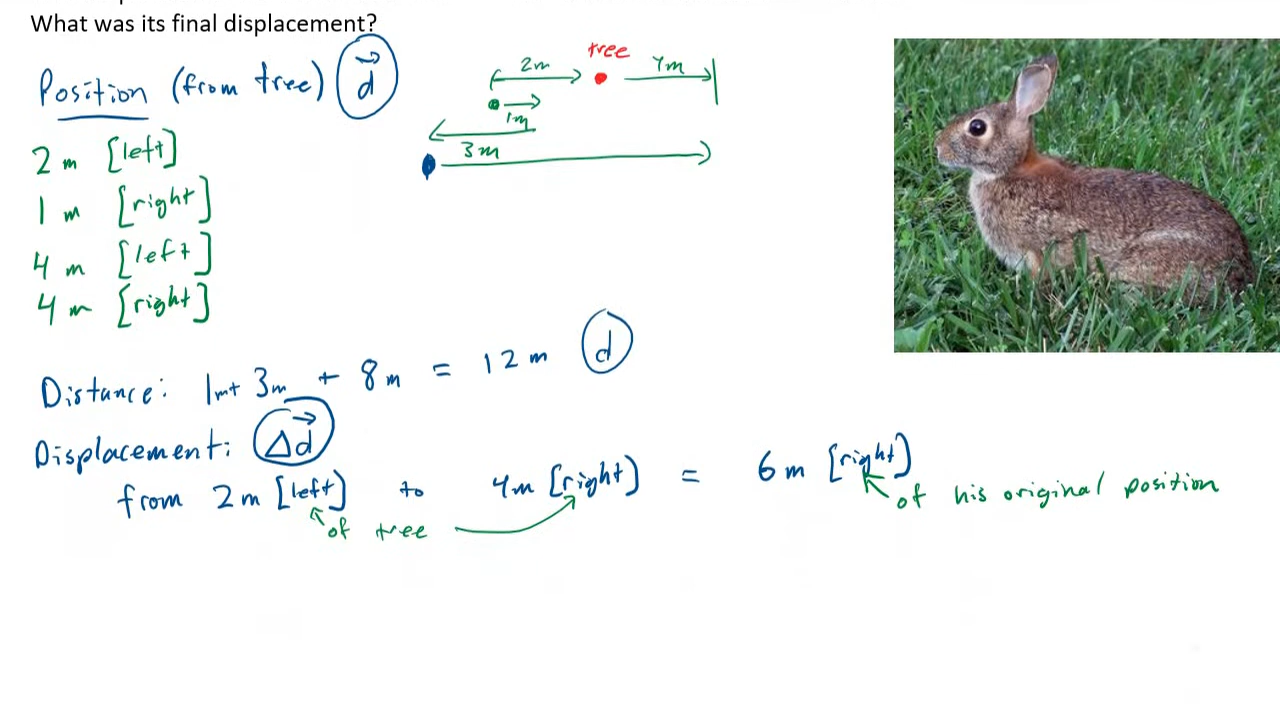 What was its final displacement?
Position (from tree) d⃗
2m tree 4m
1m
3m
2 m [left]
1 m [right]
4 m [left]
4 m [right]
Distance: 1m + 3m + 8m = 12 m d
Displacement: Δd⃗
from 2m [left] to 4m [right] = 6 m [right]
of tree of his original position